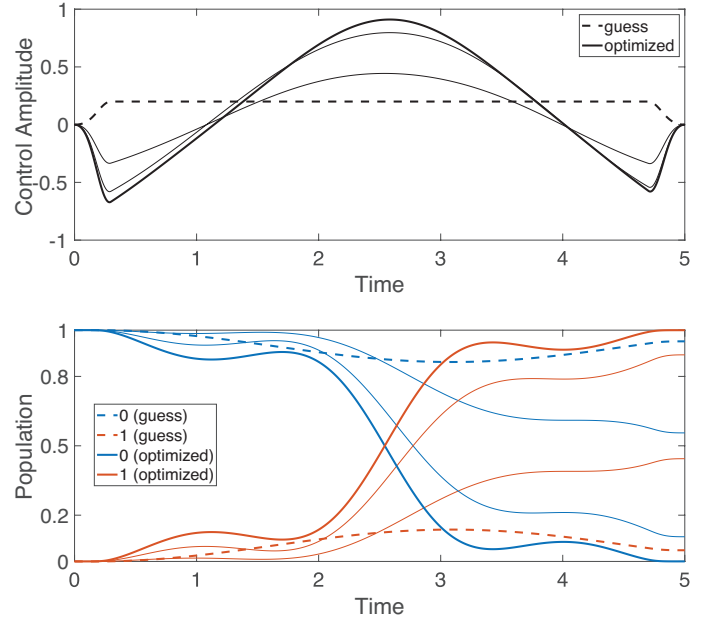 1
0.5
0
-0.5
-1
Control Amplitude
guess
optimized
0
1
2
3
4
5
Time
1
0.8
0.5
0.2
0
Population
0 (guess)
1 (guess)
0 (optimized)
1 (optimized)
0
1
2
3
4
5
Time